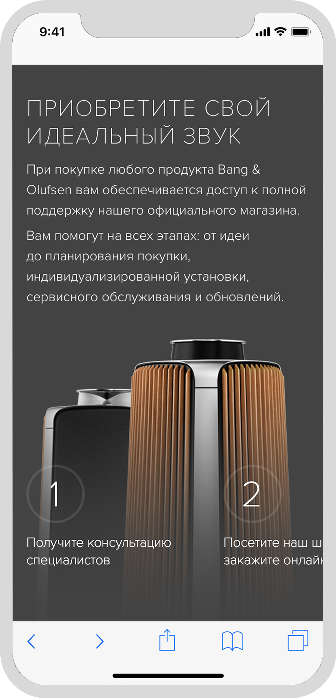 9:41
ПРИОБРЕТИТЕ СВОЙ
ИДЕАЛЬНЫЙ ЗВУК
При покупке любого продукта Bang &
Olufsen вам обеспечивается доступ к полной
поддержку нашего официального магазина.
Вам помогут на всех этапах: от идеи
до планирования покупки,
индивидуализированной установки,
сервисного обслуживания и обновлений.
1
Получите консультацию
специалистов
2
Посетите наш ш
закажите онлайн